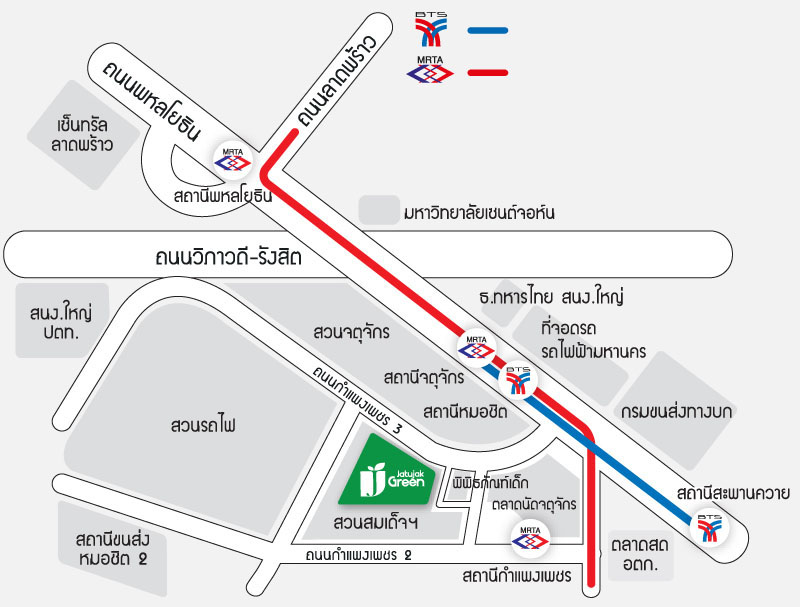 BTS
MRTA
ถนนพหลโยธิน
ถนนลาดพร้าว
เซ็นทรัล
ลาดพร้าว
MRTA
สถานีพหลโยธิน
มหาวิทยาลัยเซนต์จอห์น
ถนนวิภาวดี-รังสิต
สนง.ใหญ่
ปตท.
ธ.ทหารไทย สนง.ใหญ่
สวนจตุจักร
ที่จอดรถ
รถไฟฟ้ามหานคร
MRTA
สถานีจตุจักร
BTS
สถานีหมอชิต
ถนนกำแพงเพชร 3
กรมขนส่งทางบก
สวนรถไฟ
Jatujak
Green
พิพิธภัณฑ์เด็ก
ตลาดนัดจตุจักร
สถานีสะพานควาย
BTS
สวนสมเด็จฯ
MRTA
สถานีขนส่ง
หมอชิต 2
ถนนกำแพงเพชร 2
สถานีกำแพงเพชร
ตลาดสด
อตก.